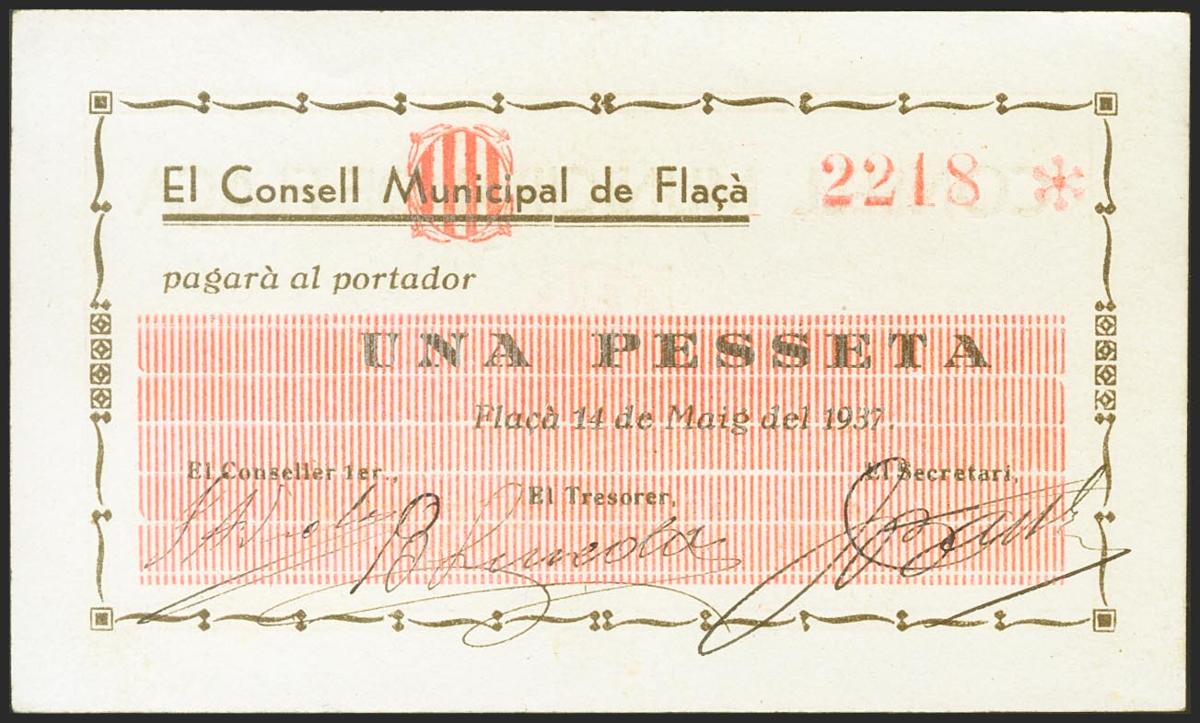 El Consell Municipal de Flaçà
2218 *
pagarà al portador
UNA PESSETA
Flaçà 14 de Maig del 1937.
El Conseller 1er.,
El Tresorer,
El Secretari,